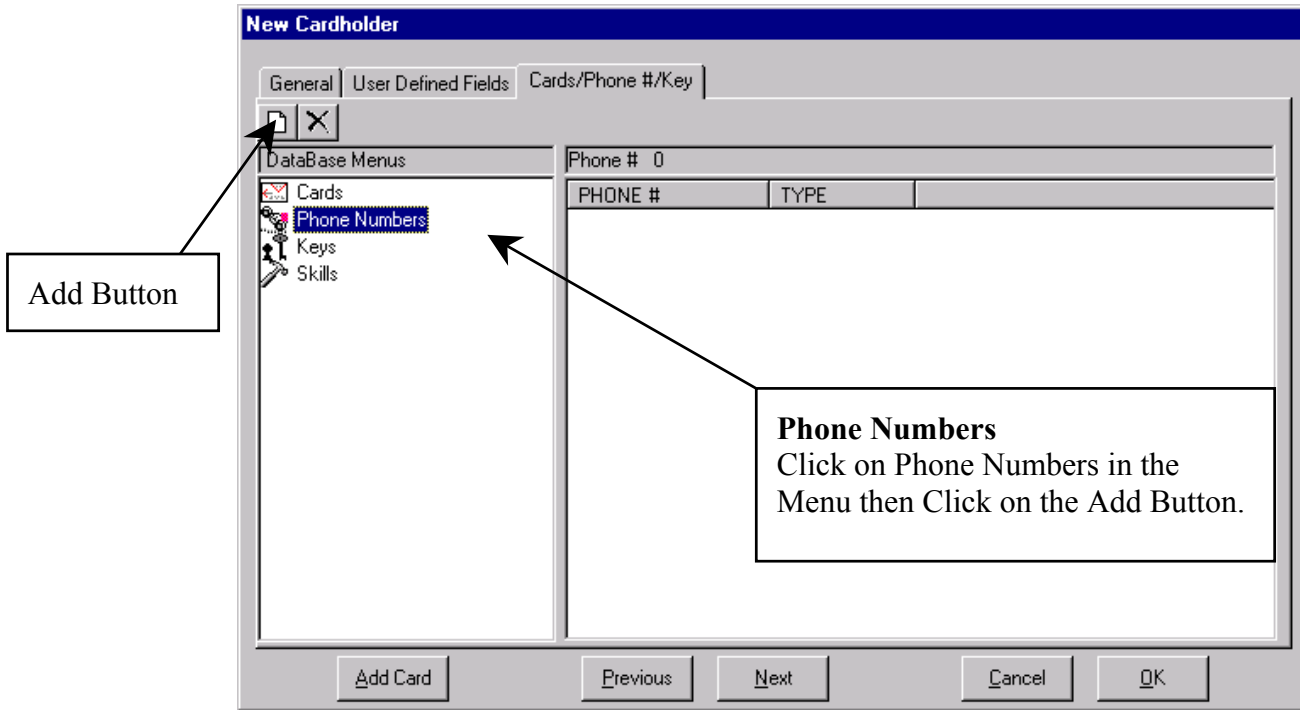 New Cardholder
General User Defined Fields Cards/Phone #/Key
DataBase Menus
Phone # 0
Cards
Phone Numbers
Keys
Skills
PHONE # TYPE
Add Button
Phone Numbers
Click on Phone Numbers in the
Menu then Click on the Add Button.
Add Card Previous Next Cancel OK